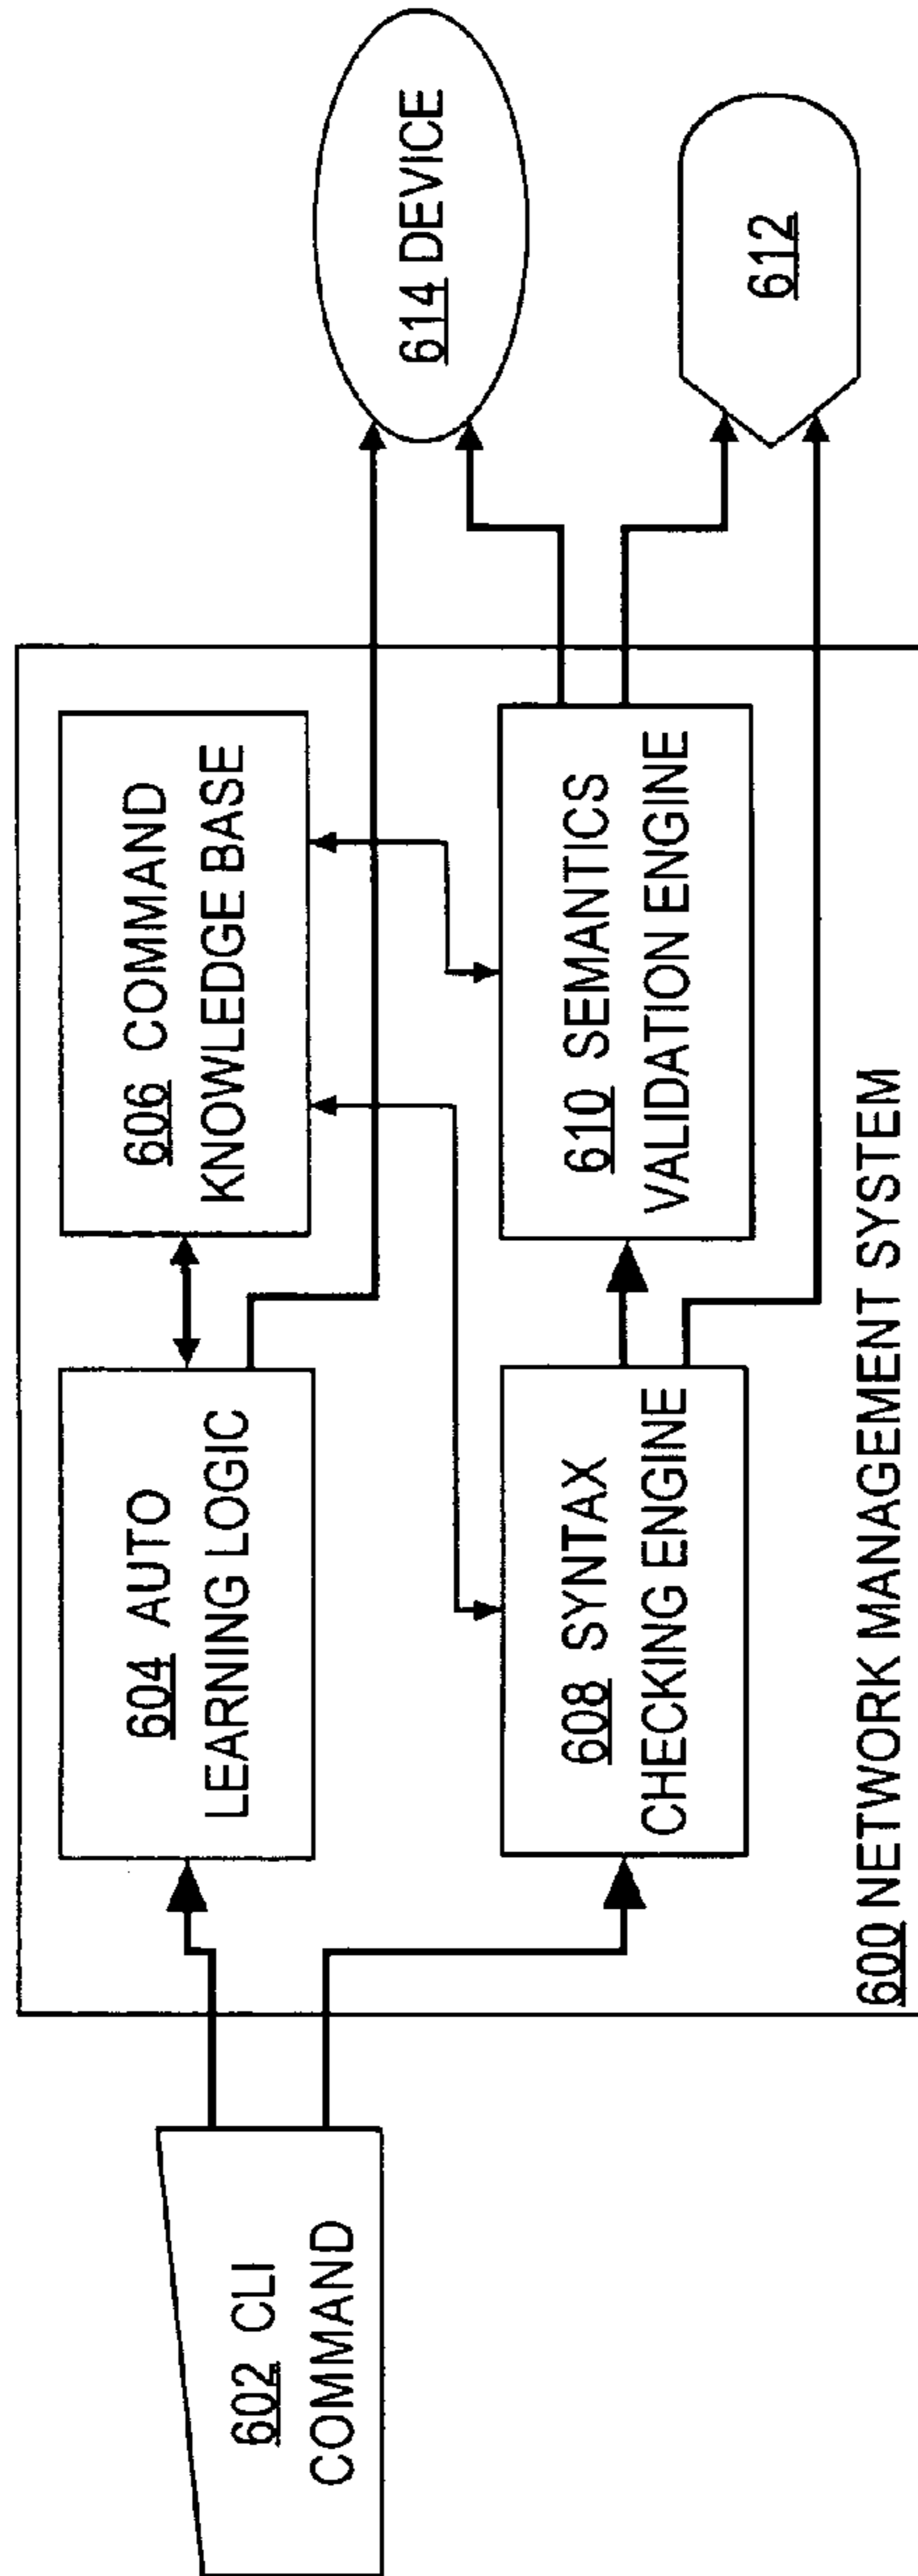 602 CLI
COMMAND
604 AUTO
LEARNING LOGIC
606 COMMAND
KNOWLEDGE BASE
608 SYNTAX
CHECKING ENGINE
610 SEMANTICS
VALIDATION ENGINE
614 DEVICE
612
600 NETWORK MANAGEMENT SYSTEM